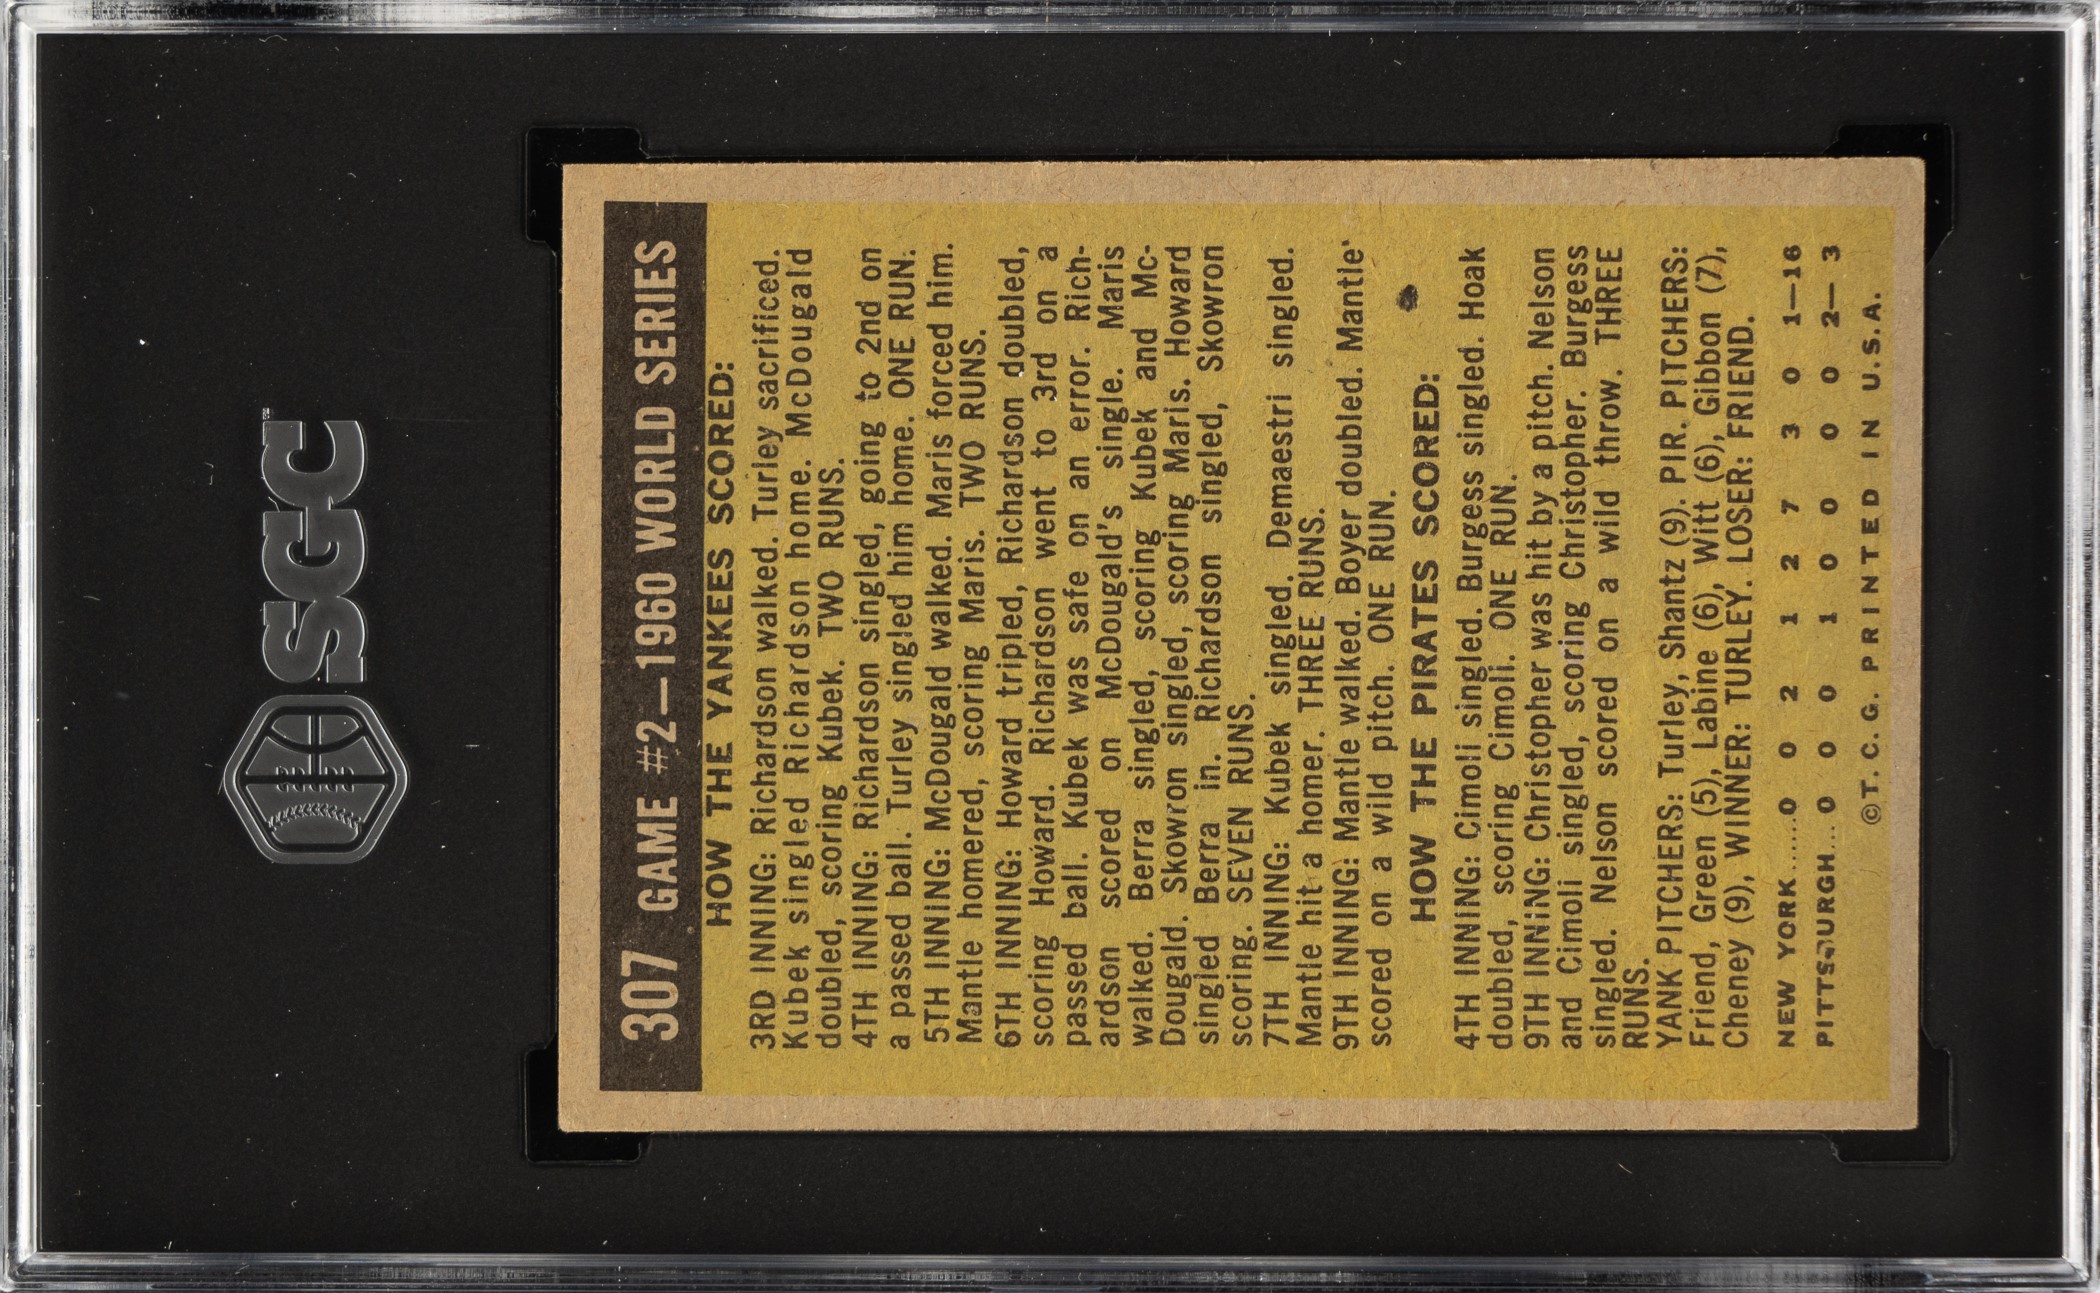 SGC
TM
307 GAME #2—1960 WORLD SERIES
HOW THE YANKEES SCORED:
3RD INNING: Richardson walked. Turley sacrificed.
Kubek singled Richardson home. McDougald
doubled, scoring Kubek. TWO RUNS.
4TH INNING: Richardson singled, going to 2nd on
a passed ball. Turley singled him home. ONE RUN.
5TH INNING: McDougald walked. Maris forced him.
Mantle homered, scoring Maris. TWO RUNS.
6TH INNING: Howard tripled, Richardson doubled,
scoring Howard. Richardson went to 3rd on a
passed ball. Kubek was safe on an error. Rich-
ardson scored on McDougald's single. Maris
walked. Berra singled, scoring Kubek and Mc-
Dougald. Skowron singled, scoring Maris. Howard
singled Berra in. Richardson singled, Skowron
scoring. SEVEN RUNS.
7TH INNING: Kubek singled. Demaestri singled.
Mantle hit a homer. THREE RUNS.
9TH INNING: Mantle walked. Boyer doubled. Mantle
scored on a wild pitch. ONE RUN.
HOW THE PIRATES SCORED:
4TH INNING: Cimoli singled. Burgess singled. Hoak
doubled, scoring Cimoli. ONE RUN.
9TH INNING: Christopher was hit by a pitch. Nelson
and Cimoli singled, scoring Christopher. Burgess
singled. Nelson scored on a wild throw. THREE
RUNS.
YANK PITCHERS: Turley, Shantz (9). PIR. PITCHERS:
Friend, Green (5), Labine (6), Witt (6), Gibbon (7),
Cheney (9), WINNER: TURLEY. LOSER: FRIEND.
NEW YORK......0 0 2 1 2 7 3 0 1—16
PITTSBURGH... 0 0 0 1 0 0 0 0 2— 3
©T. C. G. PRINTED IN U.S.A.